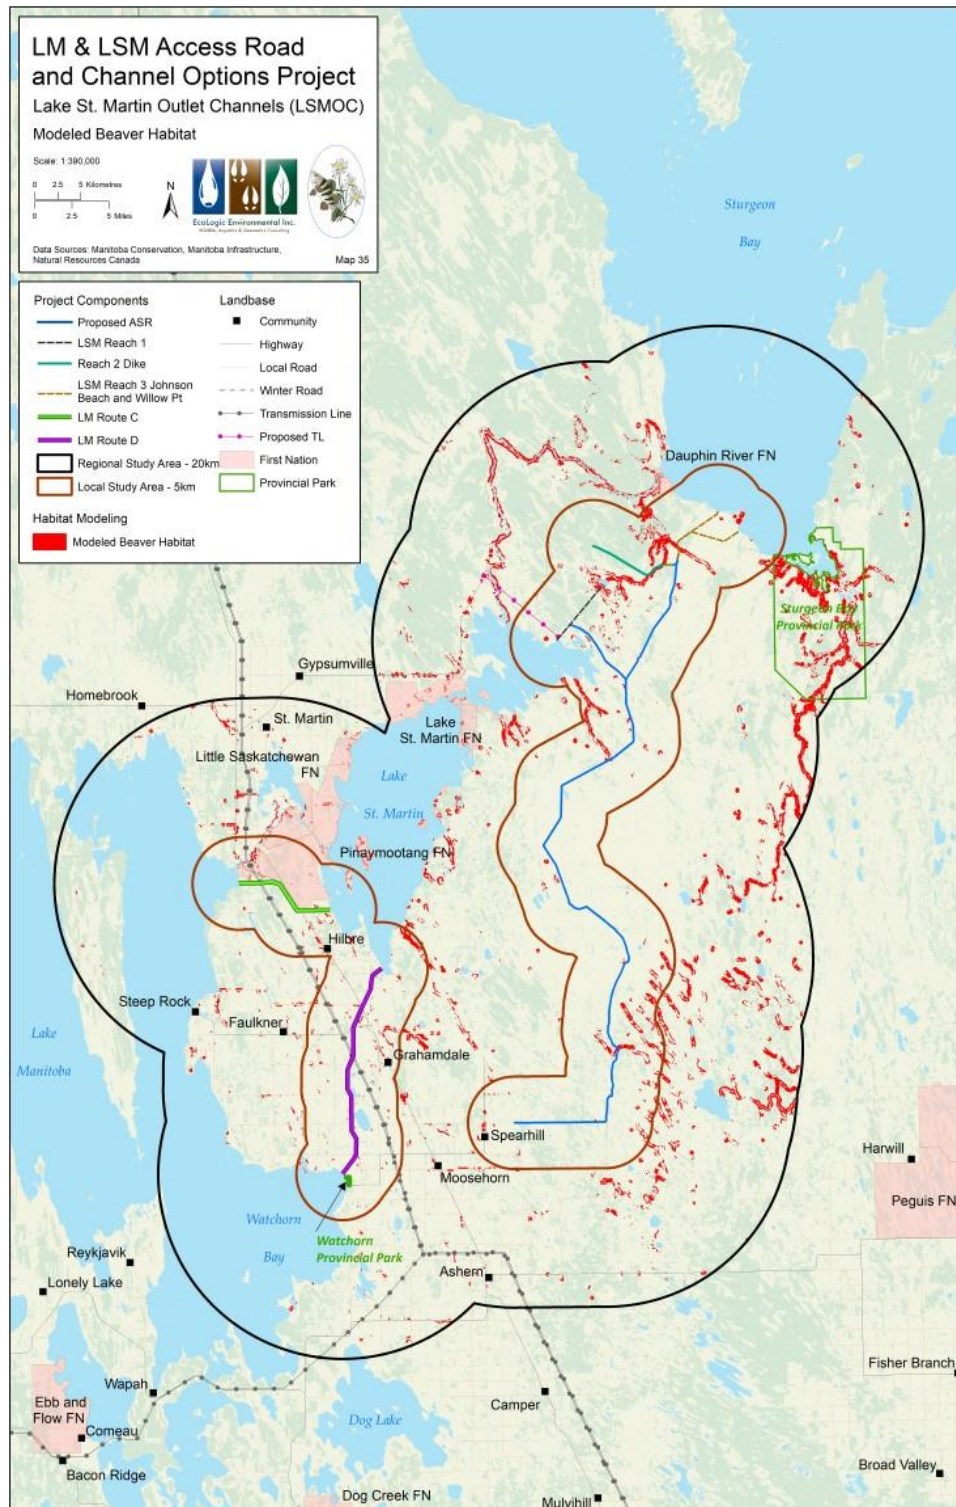 LM & LSM Access Road
and Channel Options Project
Lake St. Martin Outlet Channels (LSMOC)
Modeled Beaver Habitat
Scale: 1:390,000
0 2.5 5 Kilometres
0 2.5 5 Miles
N
EcoLogic Environmental Inc.
Wildlife, Aquatics & Geomatics Consulting
Data Sources: Manitoba Conservation, Manitoba Infrastructure,
Natural Resources Canada
Map 35
Project Components
Proposed ASR
LSM Reach 1
Reach 2 Dike
LSM Reach 3 Johnson
Beach and Willow Pt
LM Route C
LM Route D
Regional Study Area - 20km
Local Study Area - 5km
Habitat Modeling
Modeled Beaver Habitat
Landbase
Community
Highway
Local Road
Winter Road
Transmission Line
Proposed TL
First Nation
Provincial Park
Sturgeon
Bay
Dauphin River FN
Sturgeon Bay
Provincial Park
Gypsumville
Homebrook
St. Martin
Lake
St. Martin FN
Little Saskatchewan
FN
Lake
St. Martin
Pinaymootang FN
Hilbre
Steep Rock
Faulkner
Lake
Manitoba
Grahamdale
Spearhill
Moosehorn
Harwill
Peguis FN
Watchorn
Bay
Watchorn
Provincial Park
Reykjavik
Lonely Lake
Ashern
Fisher Branch
Wapah
Ebb and
Flow FN
Comeau
Bacon Ridge
Camper
Dog Lake
Broad Valley
Dog Creek FN
Mulvihill